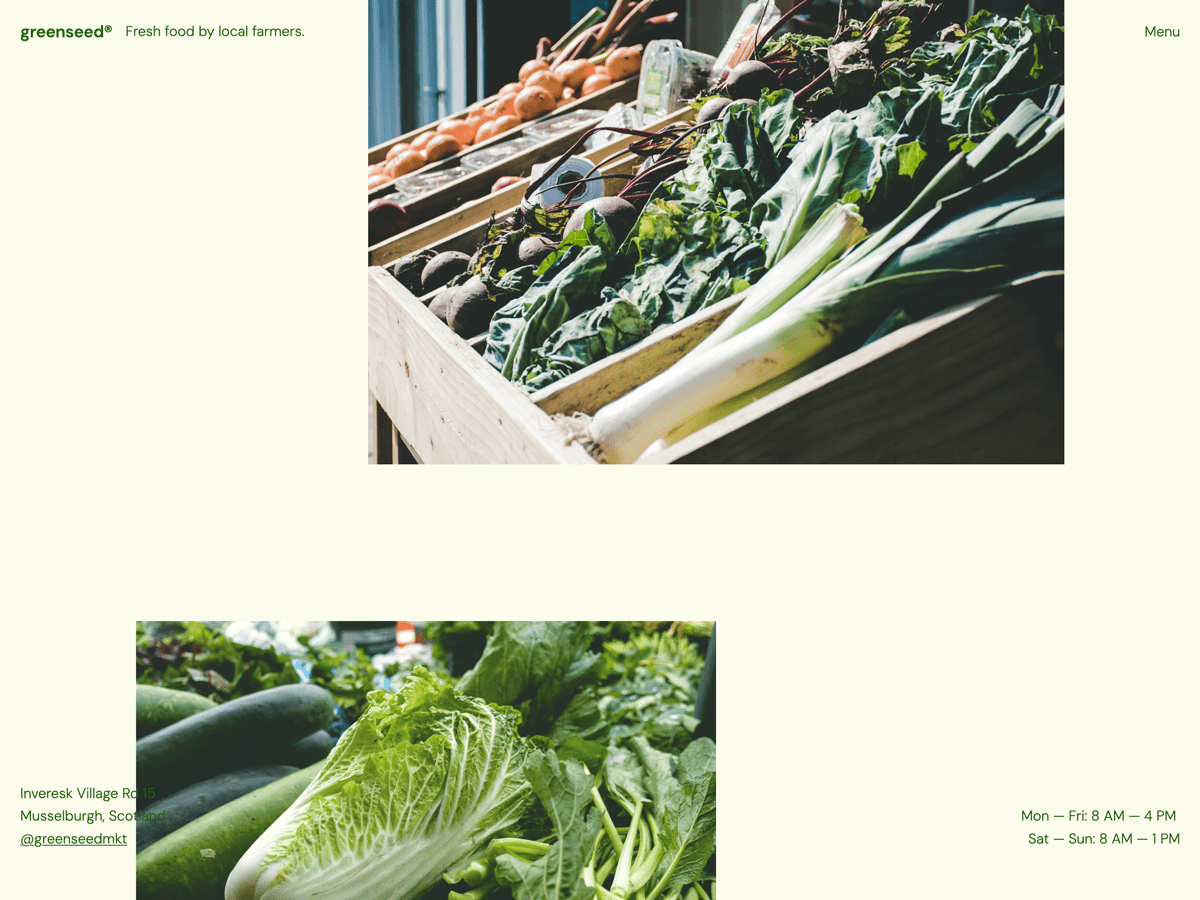 greenseed® Fresh food by local farmers.
Menu
Inveresk Village Rd 15
Musselburgh, Scotland
@greenseedmkt
Mon — Fri: 8 AM — 4 PM
Sat — Sun: 8 AM — 1 PM